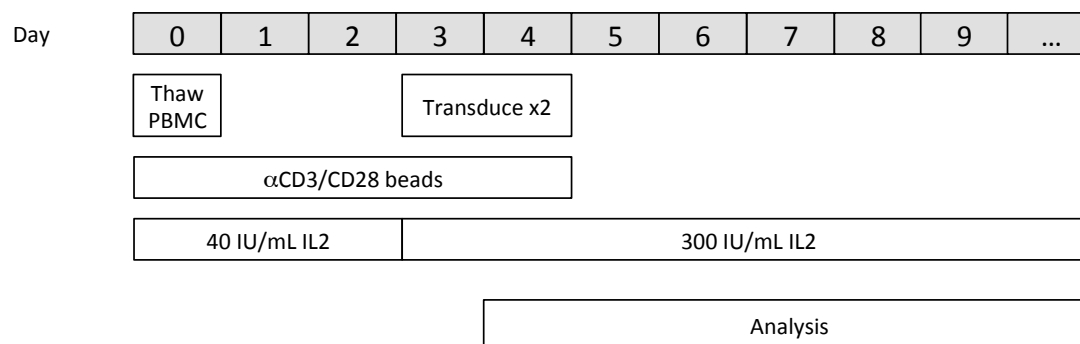 Day 0 1 2 3 4 5 6 7 8 9 ...
Thaw
PBMC
Transduce x2
αCD3/CD28 beads
40 IU/mL IL2
300 IU/mL IL2
Analysis